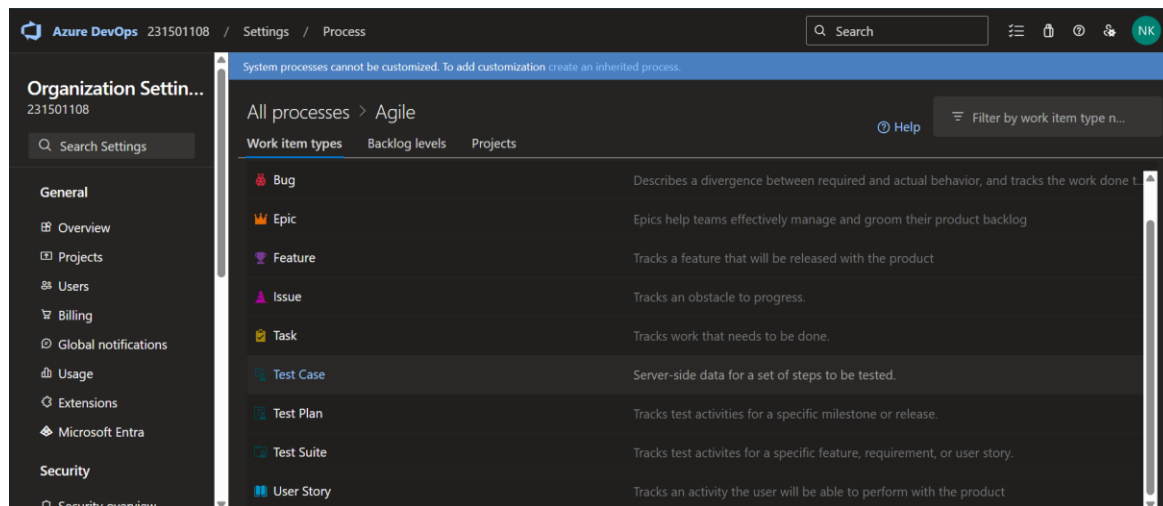 Azure DevOps 231501108 / Settings / Process
Search
NK
Organization Settin...
231501108
Search Settings
General
Overview
Projects
Users
Billing
Global notifications
Usage
Extensions
Microsoft Entra
Security
Security overview
System processes cannot be customized. To add customization create an inherited process.
All processes > Agile
Help
Filter by work item type n...
Work item types Backlog levels Projects
Bug Describes a divergence between required and actual behavior, and tracks the work done t...
Epic Epics help teams effectively manage and groom their product backlog
Feature Tracks a feature that will be released with the product
Issue Tracks an obstacle to progress.
Task Tracks work that needs to be done.
Test Case Server-side data for a set of steps to be tested.
Test Plan Tracks test activities for a specific milestone or release.
Test Suite Tracks test activites for a specific feature, requirement, or user story.
User Story Tracks an activity the user will be able to perform with the product